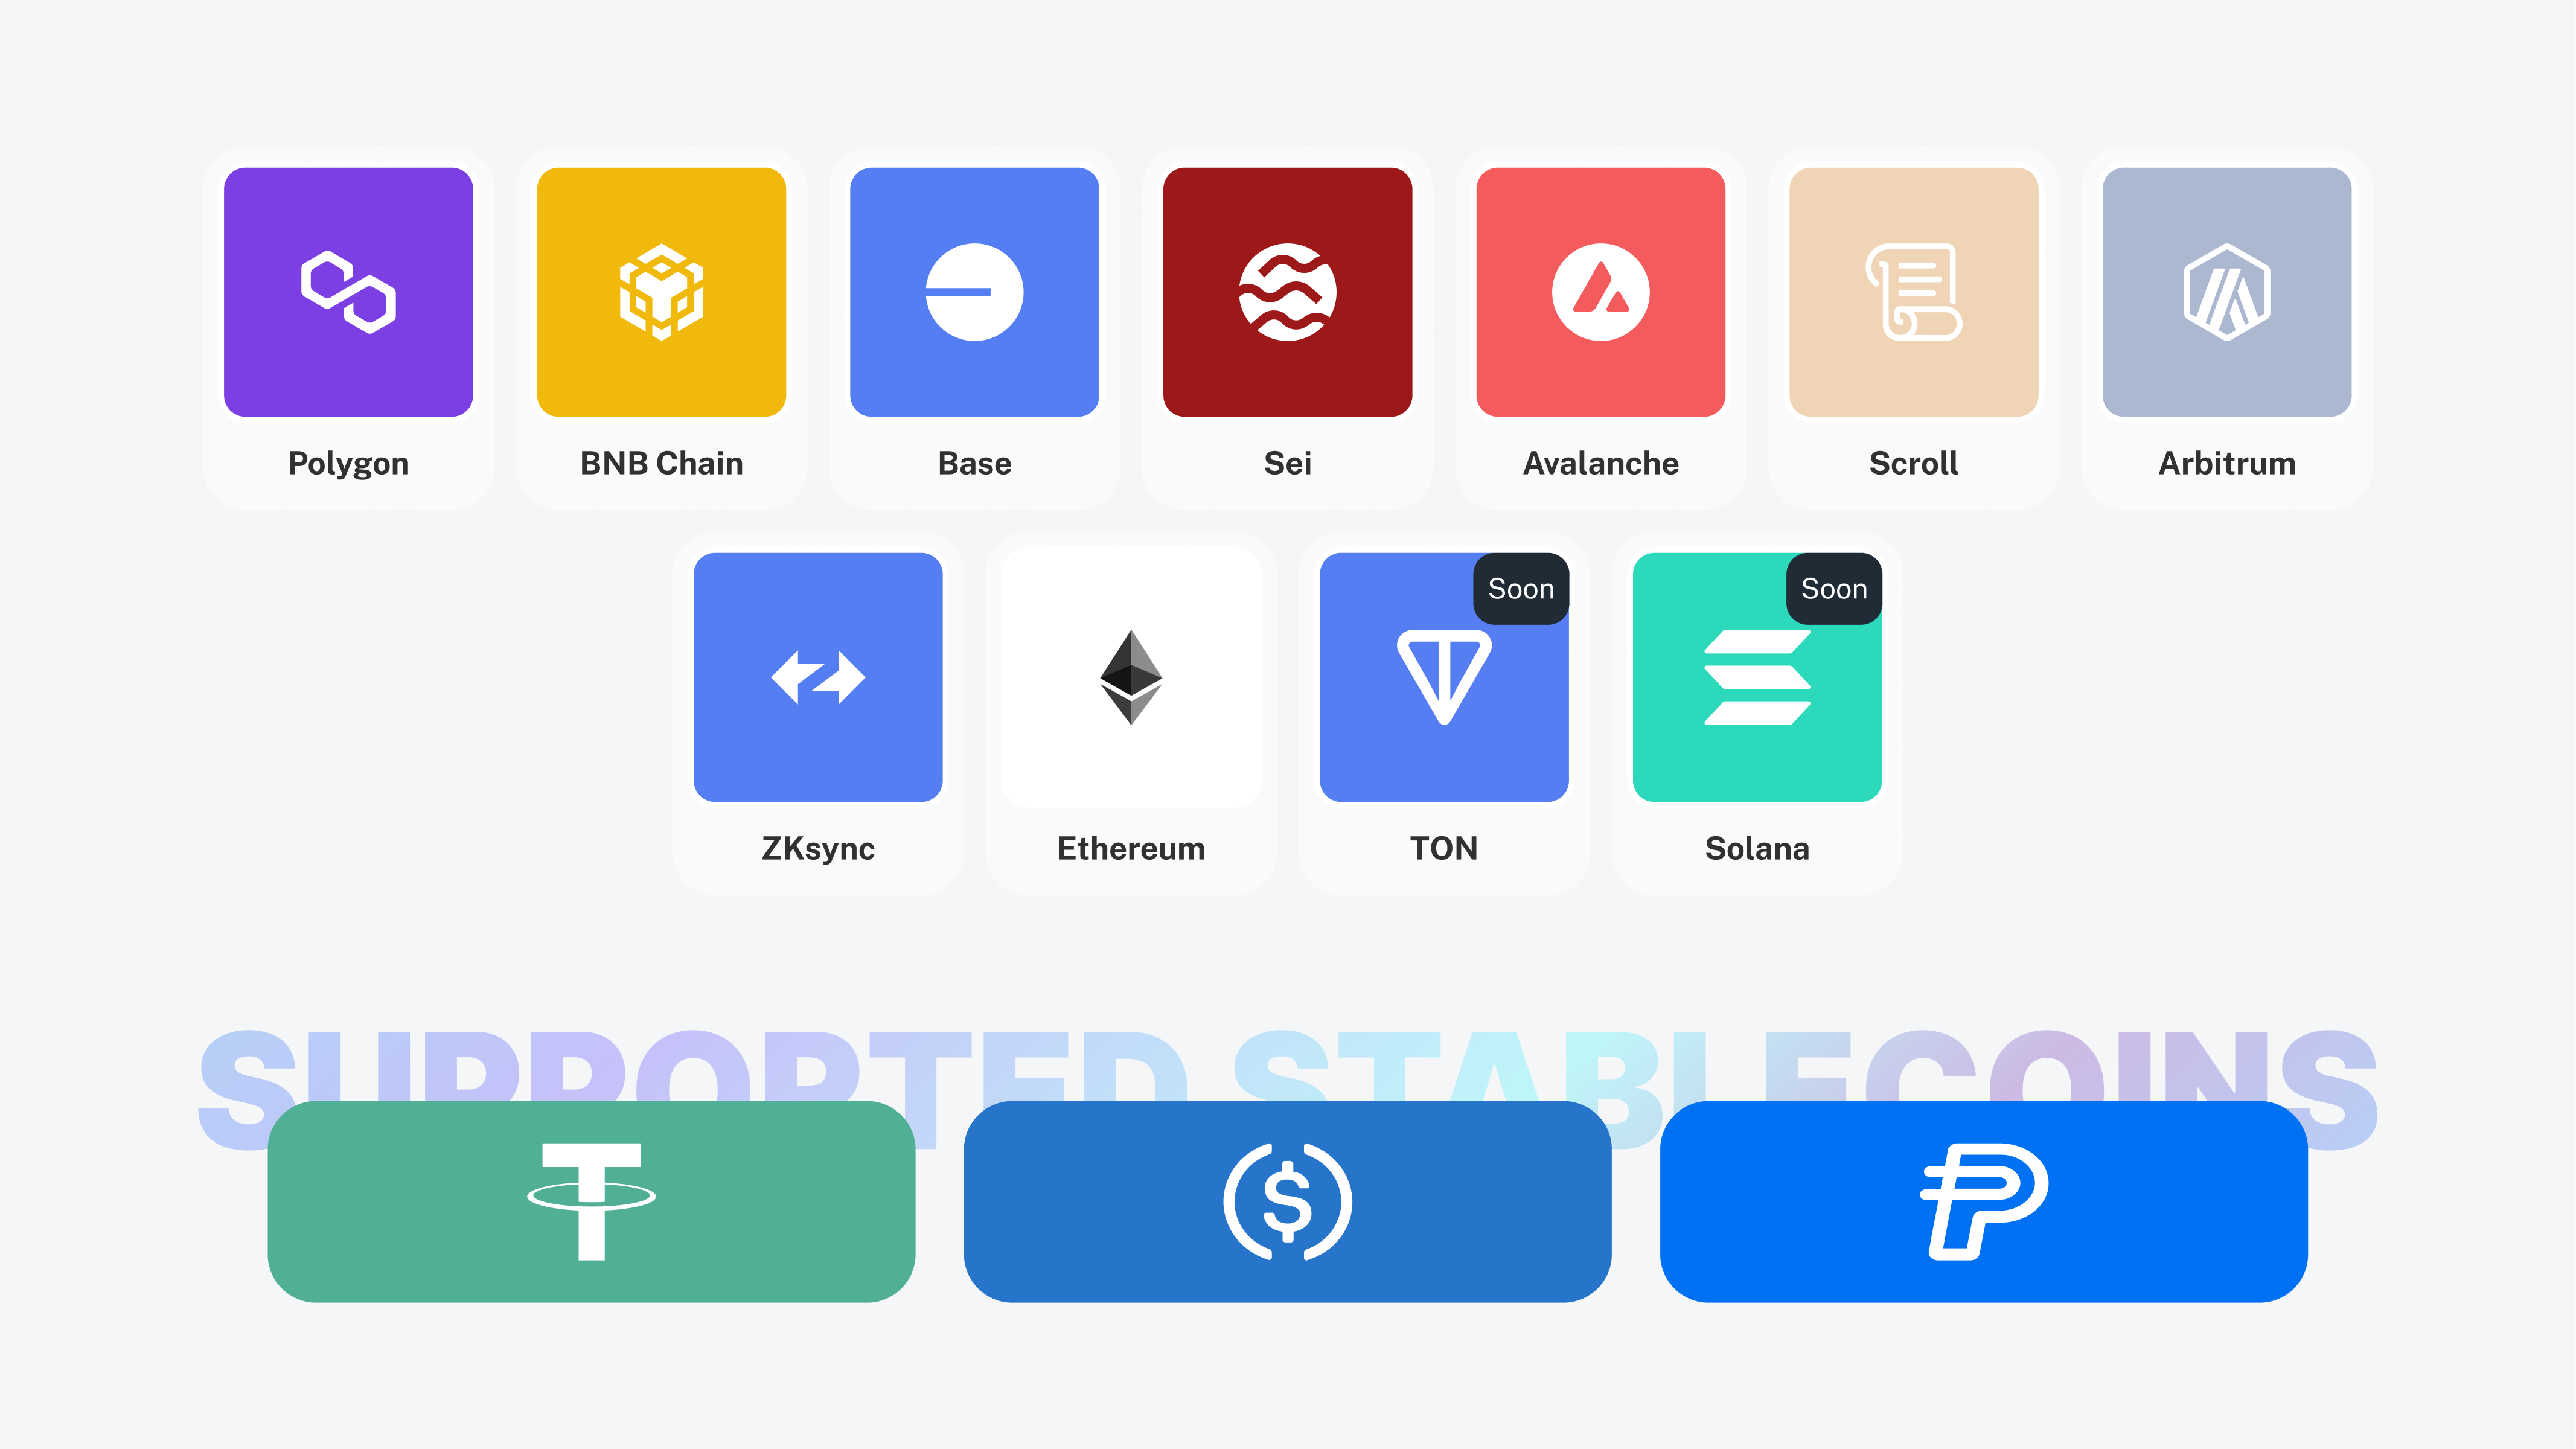 Polygon
BNB Chain
Base
Sei
Avalanche
Scroll
Arbitrum
Soon
Soon
ZKsync
Ethereum
TON
Solana
SUPPORTED STABLECOINS